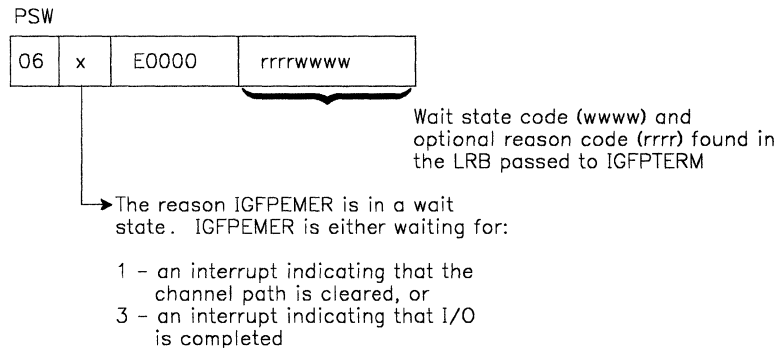 PSW
06 x E0000 rrrrwwww
Wait state code (wwww) and
optional reason code (rrrr) found in
the LRB passed to IGFPTERM
The reason IGFPEMER is in a wait
state. IGFPEMER is either waiting for:
1 - an interrupt indicating that the
channel path is cleared, or
3 - an interrupt indicating that I/O
is completed